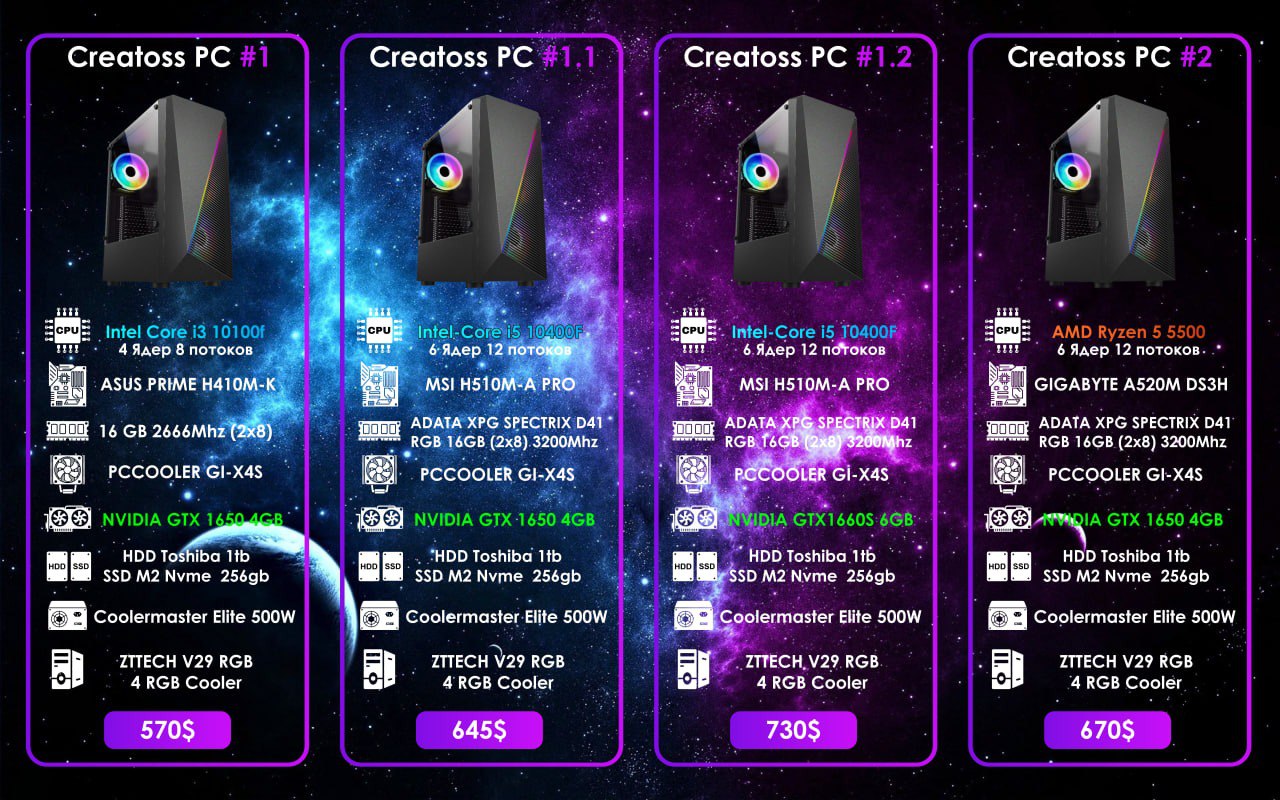 Creatoss PC #1
CPU
Intel Core i3 10100f
4 Ядер 8 потоков
ASUS PRIME H410M-K
16 GB 2666Mhz (2x8)
PCCOOLER GI-X4S
NVIDIA GTX 1650 4GB
HDD SSD
HDD Toshiba 1tb
SSD M2 Nvme 256gb
Coolermaster Elite 500W
ZTTECH V29 RGB
4 RGB Cooler
570$
Creatoss PC #1.1
CPU
Intel-Core i5 10400F
6 Ядер 12 потоков
MSI H510M-A PRO
ADATA XPG SPECTRIX D41
RGB 16GB (2x8) 3200Mhz
PCCOOLER GI-X4S
NVIDIA GTX 1650 4GB
HDD SSD
HDD Toshiba 1tb
SSD M2 Nvme 256gb
Coolermaster Elite 500W
ZTTECH V29 RGB
4 RGB Cooler
645$
Creatoss PC #1.2
CPU
Intel-Core i5 10400F
6 Ядер 12 потоков
MSI H510M-A PRO
ADATA XPG SPECTRIX D41
RGB 16GB (2x8) 3200Mhz
PCCOOLER GI-X4S
NVIDIA GTX1660S 6GB
HDD SSD
HDD Toshiba 1tb
SSD M2 Nvme 256gb
Coolermaster Elite 500W
ZTTECH V29 RGB
4 RGB Cooler
730$
Creatoss PC #2
CPU
AMD Ryzen 5 5500
6 Ядер 12 потоков
GIGABYTE A520M DS3H
ADATA XPG SPECTRIX D41
RGB 16GB (2x8) 3200Mhz
PCCOOLER GI-X4S
NVIDIA GTX 1650 4GB
HDD SSD
HDD Toshiba 1tb
SSD M2 Nvme 256gb
Coolermaster Elite 500W
ZTTECH V29 RGB
4 RGB Cooler
670$